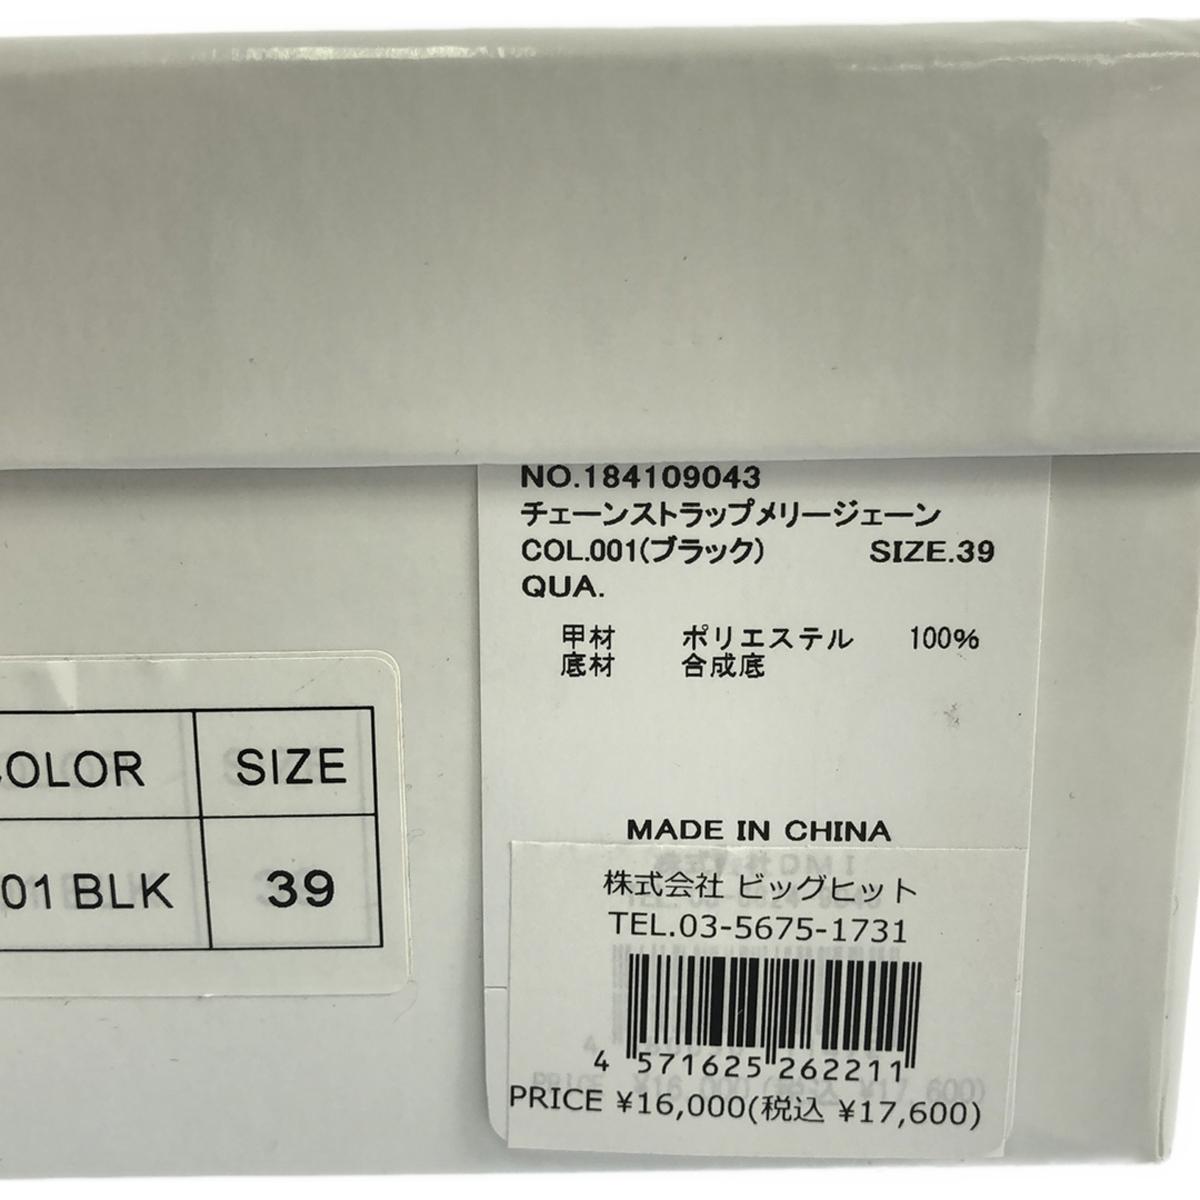 NO.184109043
チェーンストラップメリージェーン
COL.001(ブラック) SIZE.39
QUA.
甲材 ポリエステル 100%
底材 合成底
MADE IN CHINA
株式会社 ビッグヒット
TEL.03-5675-1731
4 571625 262211
PRICE ¥16,000(税込 ¥17,600)
COLOR SIZE
01 BLK 39